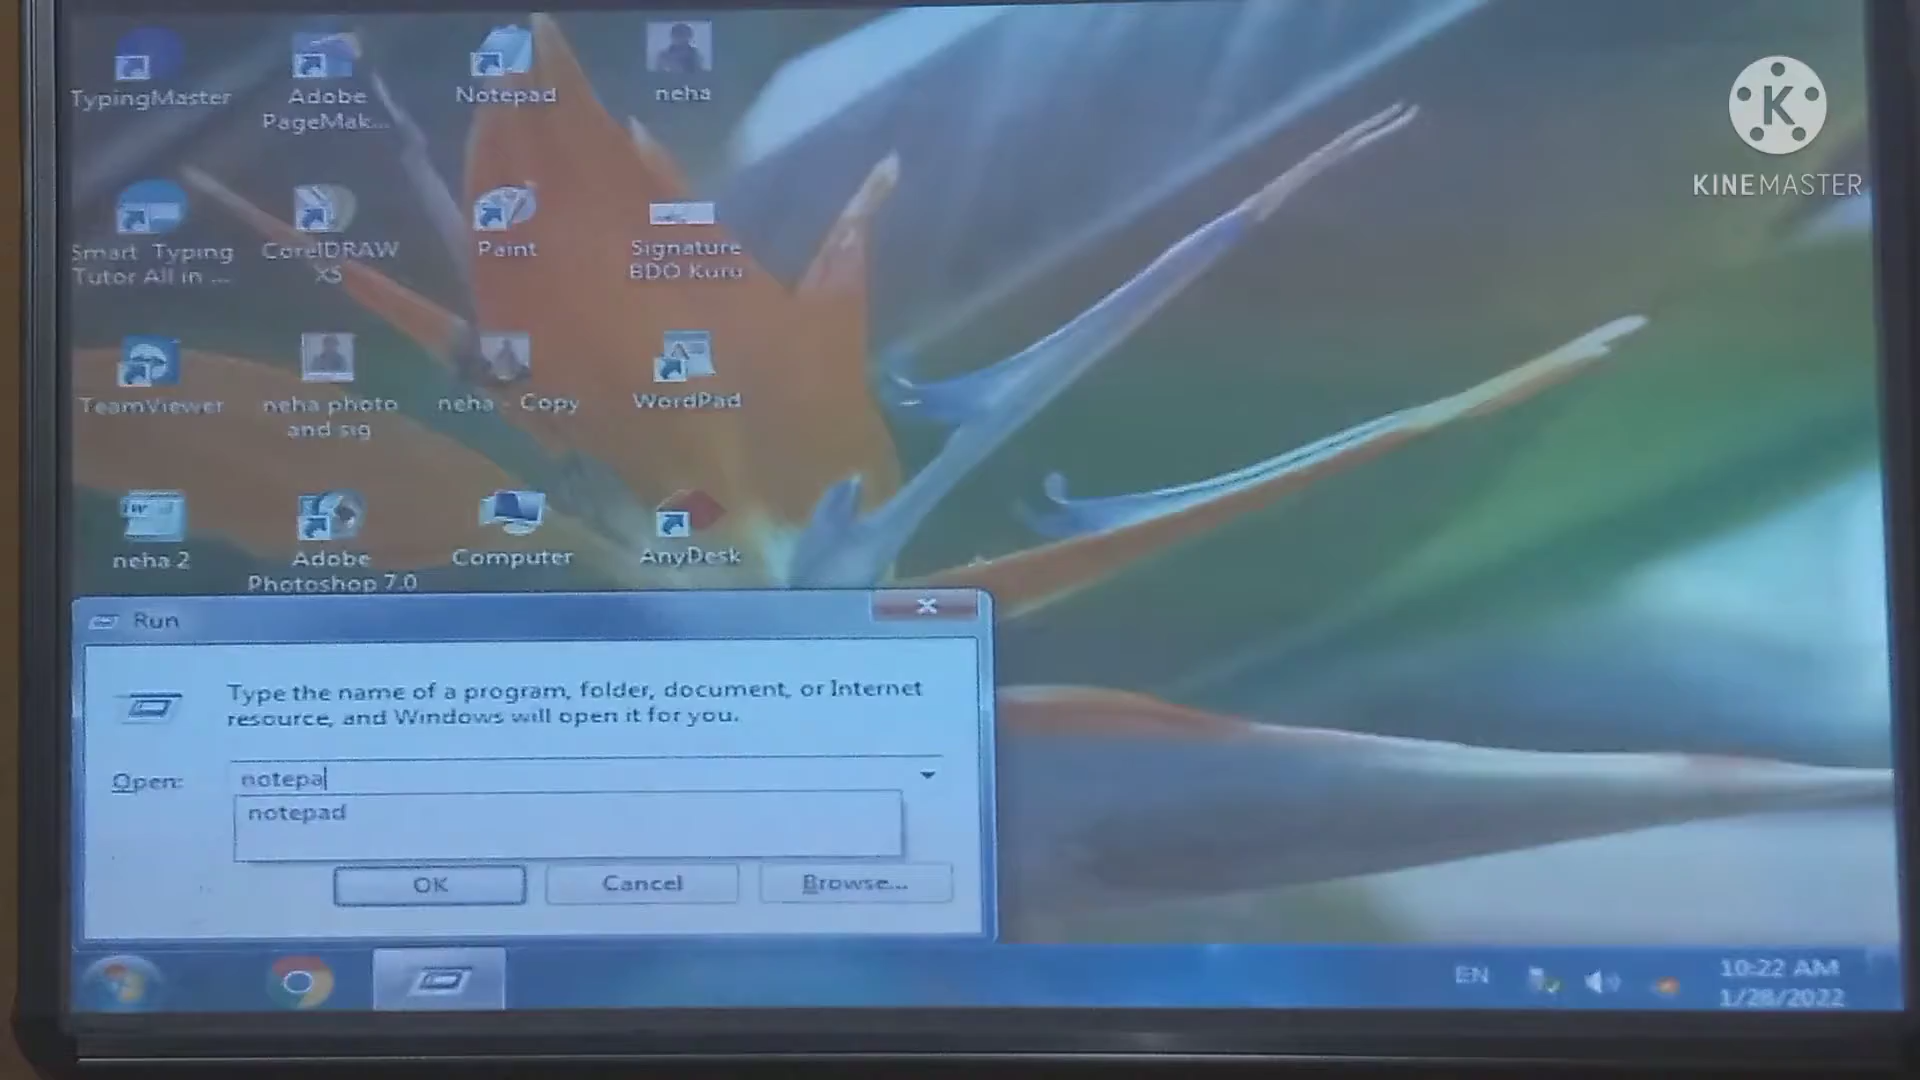 TypingMaster
Adobe
PageMak...
Notepad
neha
K
KINEMASTER
Smart Typing
Tutor All in ...
CorelDRAW
X5
Paint
Signature
BDO Kuru
TeamViewer
neha photo
and sig
neha - Copy
WordPad
neha 2
Adobe
Photoshop 7.0
Computer
AnyDesk
Run
Type the name of a program, folder, document, or Internet
resource, and Windows will open it for you.
Open:
notepa
notepad
OK
Cancel
Browse...
EN
10:22 AM
1/28/2022